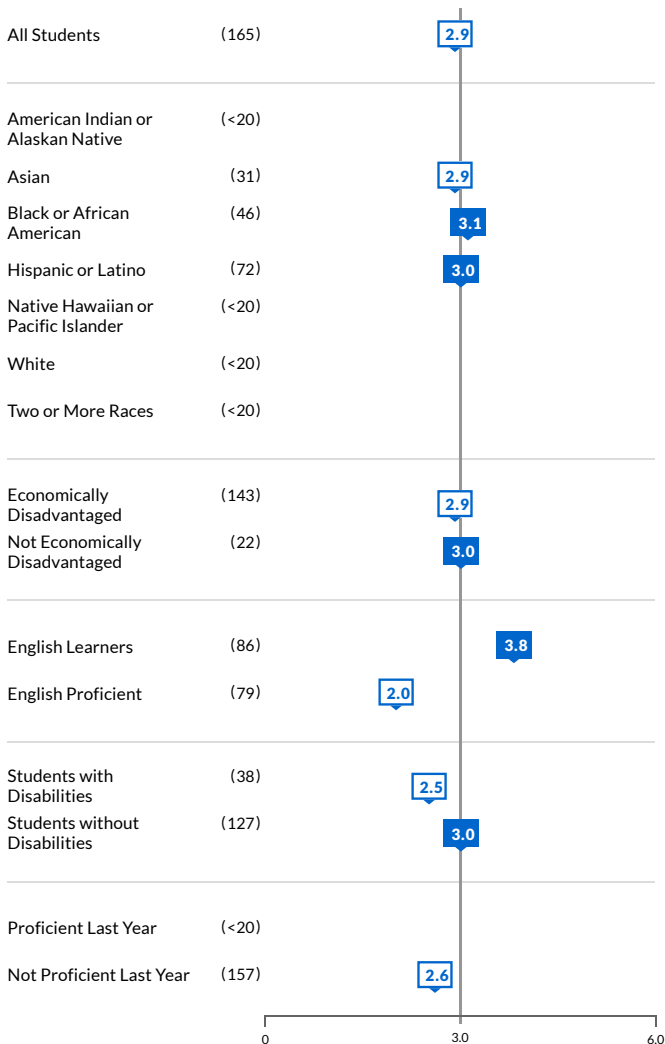 All Students (165) 2.9
American Indian or (<20)
Alaskan Native
Asian (31) 2.9
Black or African (46) 3.1
American
Hispanic or Latino (72) 3.0
Native Hawaiian or (<20)
Pacific Islander
White (<20)
Two or More Races (<20)
Economically (143) 2.9
Disadvantaged
Not Economically (22) 3.0
Disadvantaged
English Learners (86) 3.8
English Proficient (79) 2.0
Students with (38) 2.5
Disabilities
Students without (127) 3.0
Disabilities
Proficient Last Year (<20)
Not Proficient Last Year (157) 2.6
0 3.0 6.0